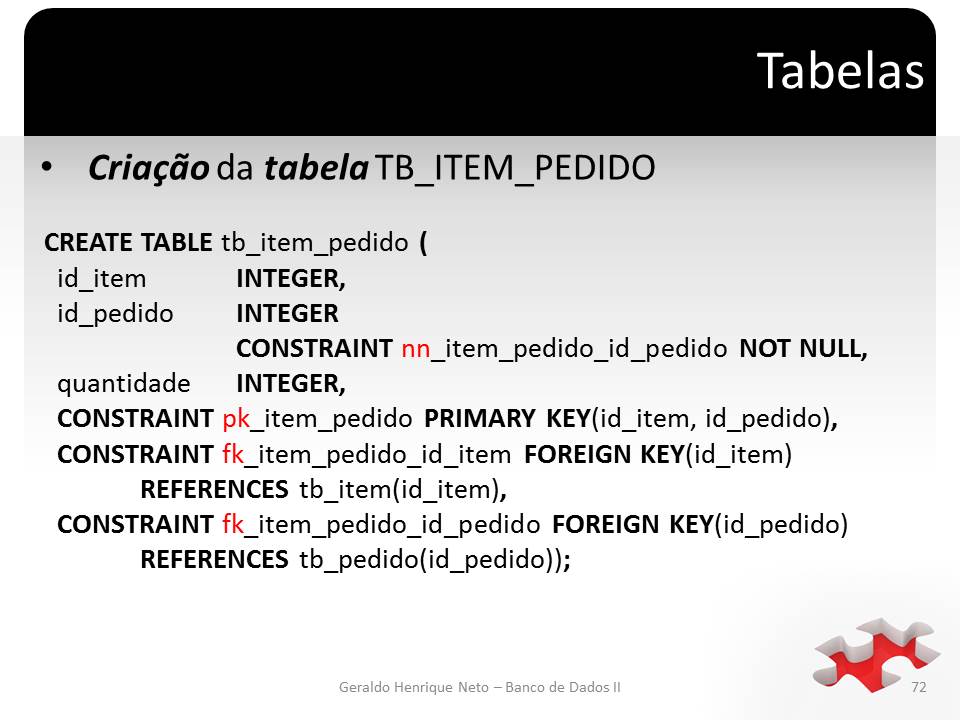 Tabelas
• Criação da tabela TB_ITEM_PEDIDO
CREATE TABLE tb_item_pedido (
id_item INTEGER,
id_pedido INTEGER
CONSTRAINT nn_item_pedido_id_pedido NOT NULL,
quantidade INTEGER,
CONSTRAINT pk_item_pedido PRIMARY KEY(id_item, id_pedido),
CONSTRAINT fk_item_pedido_id_item FOREIGN KEY(id_item)
REFERENCES tb_item(id_item),
CONSTRAINT fk_item_pedido_id_pedido FOREIGN KEY(id_pedido)
REFERENCES tb_pedido(id_pedido));
Geraldo Henrique Neto – Banco de Dados II
72